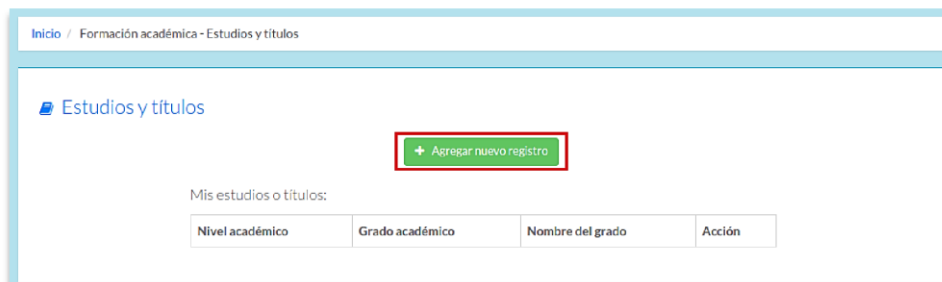 Inicio / Formación académica - Estudios y títulos
Estudios y títulos
+ Agregar nuevo registro
Mis estudios o títulos:
Nivel académico Grado académico Nombre del grado Acción